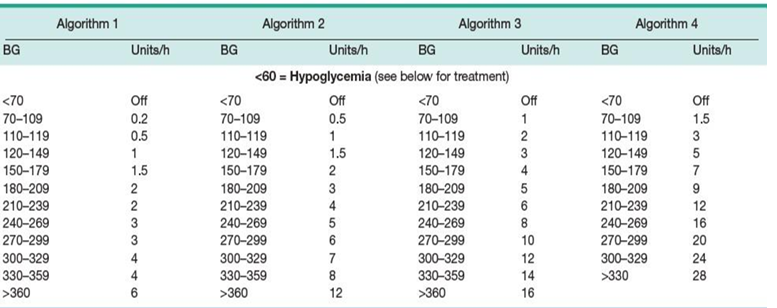 Algorithm 1 Algorithm 2 Algorithm 3 Algorithm 4
BG Units/h BG Units/h BG Units/h BG Units/h
<60 = Hypoglycemia (see below for treatment)
<70 Off <70 Off <70 Off <70 Off
70–109 0.2 70–109 0.5 70–109 1 70–109 1.5
110–119 0.5 110–119 1 110–119 2 110–119 3
120–149 1 120–149 1.5 120–149 3 120–149 5
150–179 1.5 150–179 2 150–179 4 150–179 7
180–209 2 180–209 3 180–209 5 180–209 9
210–239 2 210–239 4 210–239 6 210–239 12
240–269 3 240–269 5 240–269 8 240–269 16
270–299 3 270–299 6 270–299 10 270–299 20
300–329 4 300–329 7 300–329 12 300–329 24
330–359 4 330–359 8 330–359 14 >330 28
>360 6 >360 12 >360 16